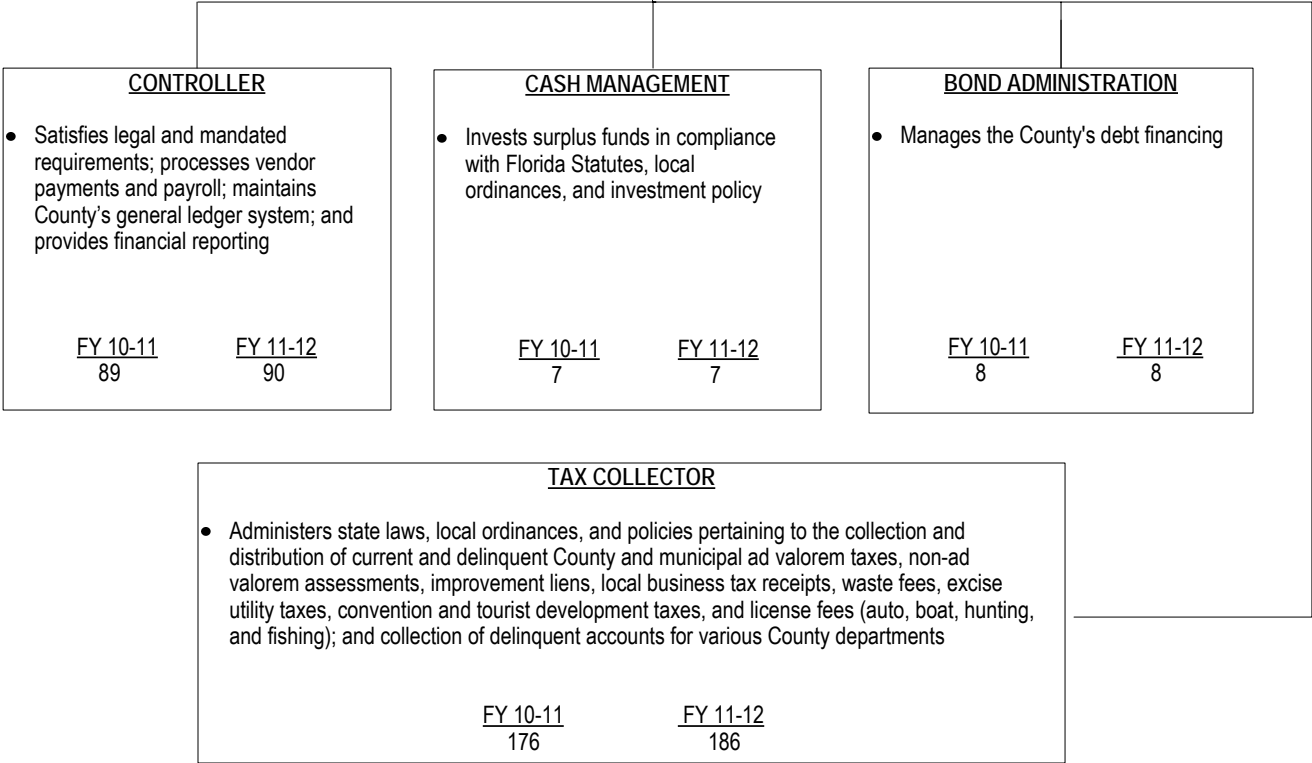 CONTROLLER
• Satisfies legal and mandated
requirements; processes vendor
payments and payroll; maintains
County’s general ledger system; and
provides financial reporting
FY 10-11 FY 11-12
89 90
CASH MANAGEMENT
• Invests surplus funds in compliance
with Florida Statutes, local
ordinances, and investment policy
FY 10-11 FY 11-12
7 7
BOND ADMINISTRATION
• Manages the County's debt financing
FY 10-11 FY 11-12
8 8
TAX COLLECTOR
• Administers state laws, local ordinances, and policies pertaining to the collection and
distribution of current and delinquent County and municipal ad valorem taxes, non-ad
valorem assessments, improvement liens, local business tax receipts, waste fees, excise
utility taxes, convention and tourist development taxes, and license fees (auto, boat, hunting,
and fishing); and collection of delinquent accounts for various County departments
FY 10-11 FY 11-12
176 186